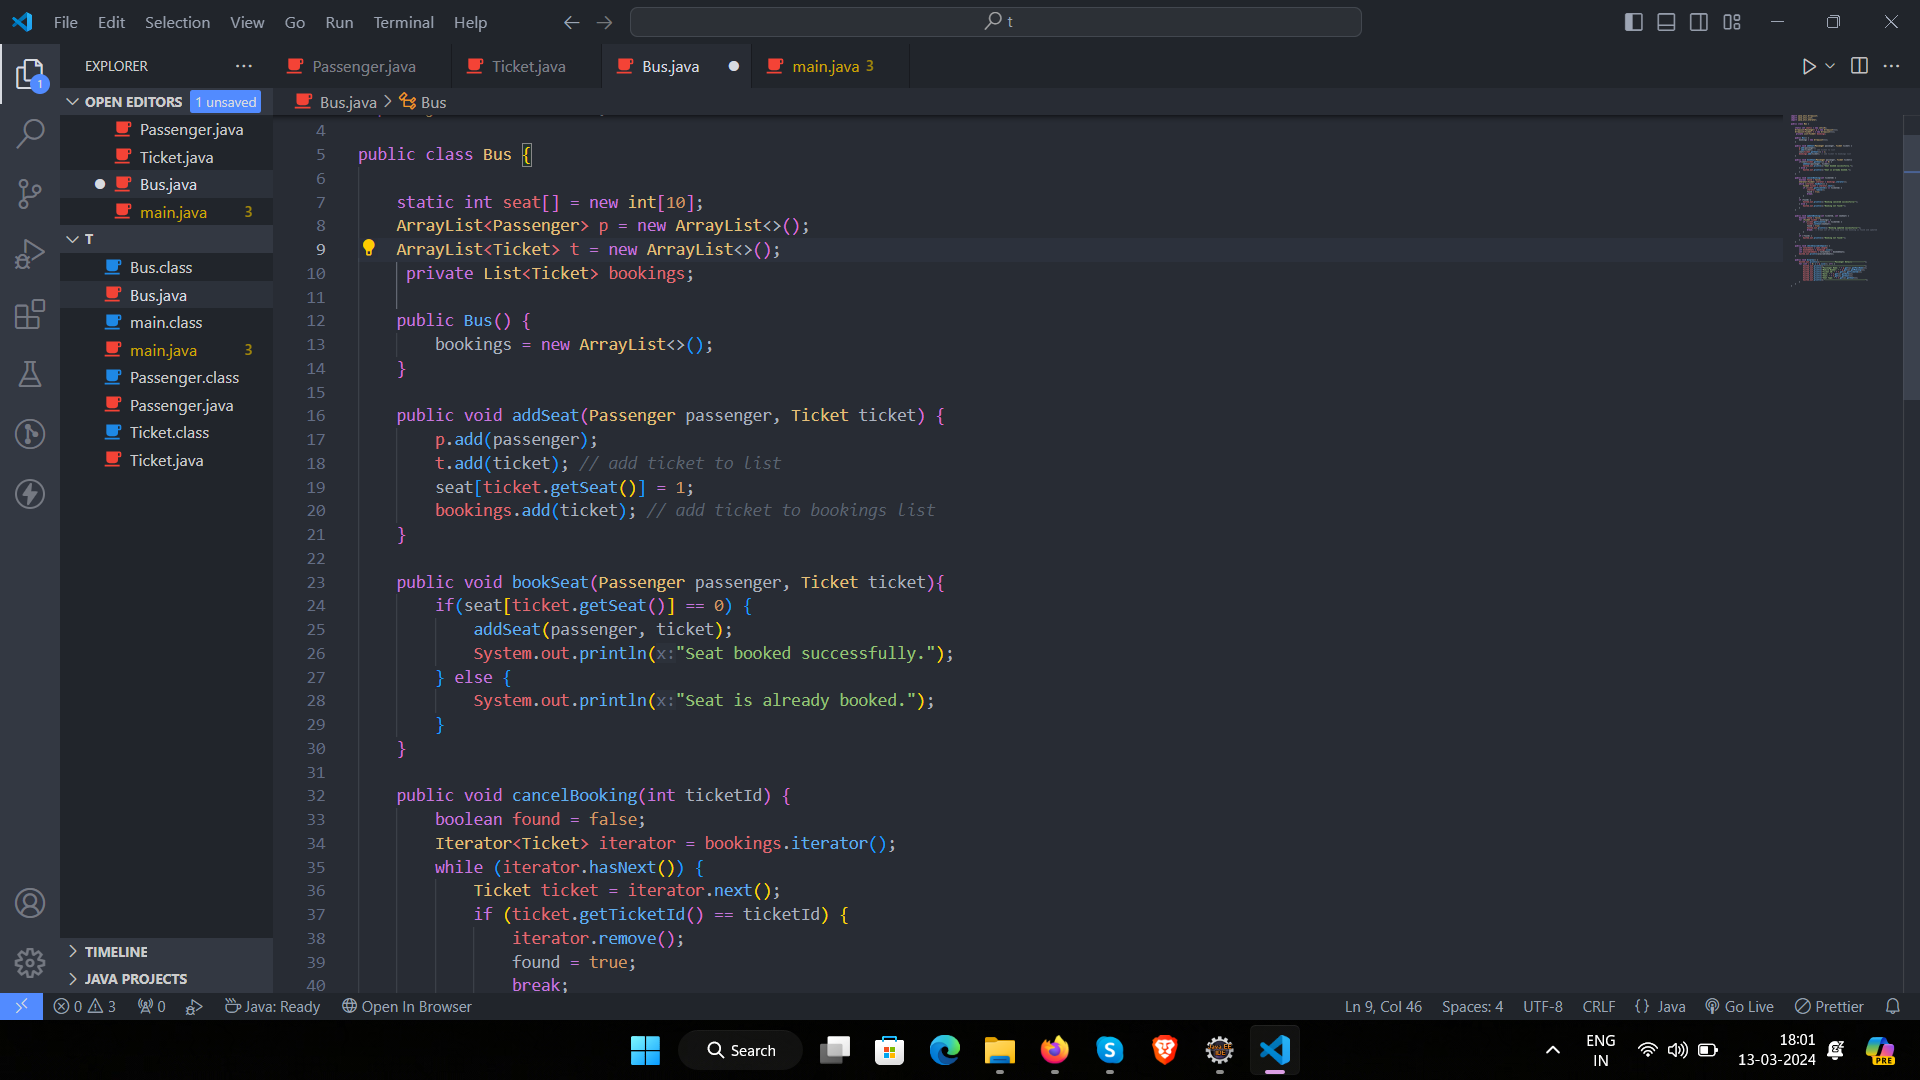 File Edit Selection View Go Run Terminal Help
t
EXPLORER
Passenger.java
Ticket.java
Bus.java
main.java 3
OPEN EDITORS 1 unsaved
Passenger.java
Ticket.java
Bus.java
main.java 3
T
Bus.class
Bus.java
main.class
main.java 3
Passenger.class
Passenger.java
Ticket.class
Ticket.java
TIMELINE
JAVA PROJECTS
1
Bus.java > Bus
4
5 public class Bus {
6
7 static int seat[] = new int[10];
8 ArrayList<Passenger> p = new ArrayList<>();
9 ArrayList<Ticket> t = new ArrayList<>();
10 private List<Ticket> bookings;
11
12 public Bus() {
13 bookings = new ArrayList<>();
14 }
15
16 public void addSeat(Passenger passenger, Ticket ticket) {
17 p.add(passenger);
18 t.add(ticket); // add ticket to list
19 seat[ticket.getSeat()] = 1;
20 bookings.add(ticket); // add ticket to bookings list
21 }
22
23 public void bookSeat(Passenger passenger, Ticket ticket){
24 if(seat[ticket.getSeat()] == 0) {
25 addSeat(passenger, ticket);
26 System.out.println(x:"Seat booked successfully.");
27 } else {
28 System.out.println(x:"Seat is already booked.");
29 }
30 }
31
32 public void cancelBooking(int ticketId) {
33 boolean found = false;
34 Iterator<Ticket> iterator = bookings.iterator();
35 while (iterator.hasNext()) {
36 Ticket ticket = iterator.next();
37 if (ticket.getTicketId() == ticketId) {
38 iterator.remove();
39 found = true;
40 break;
0 3 0 Java: Ready Open In Browser
Ln 9, Col 46 Spaces: 4 UTF-8 CRLF {} Java Go Live Prettier
Search
ENG
IN
18:01
13-03-2024
PRE